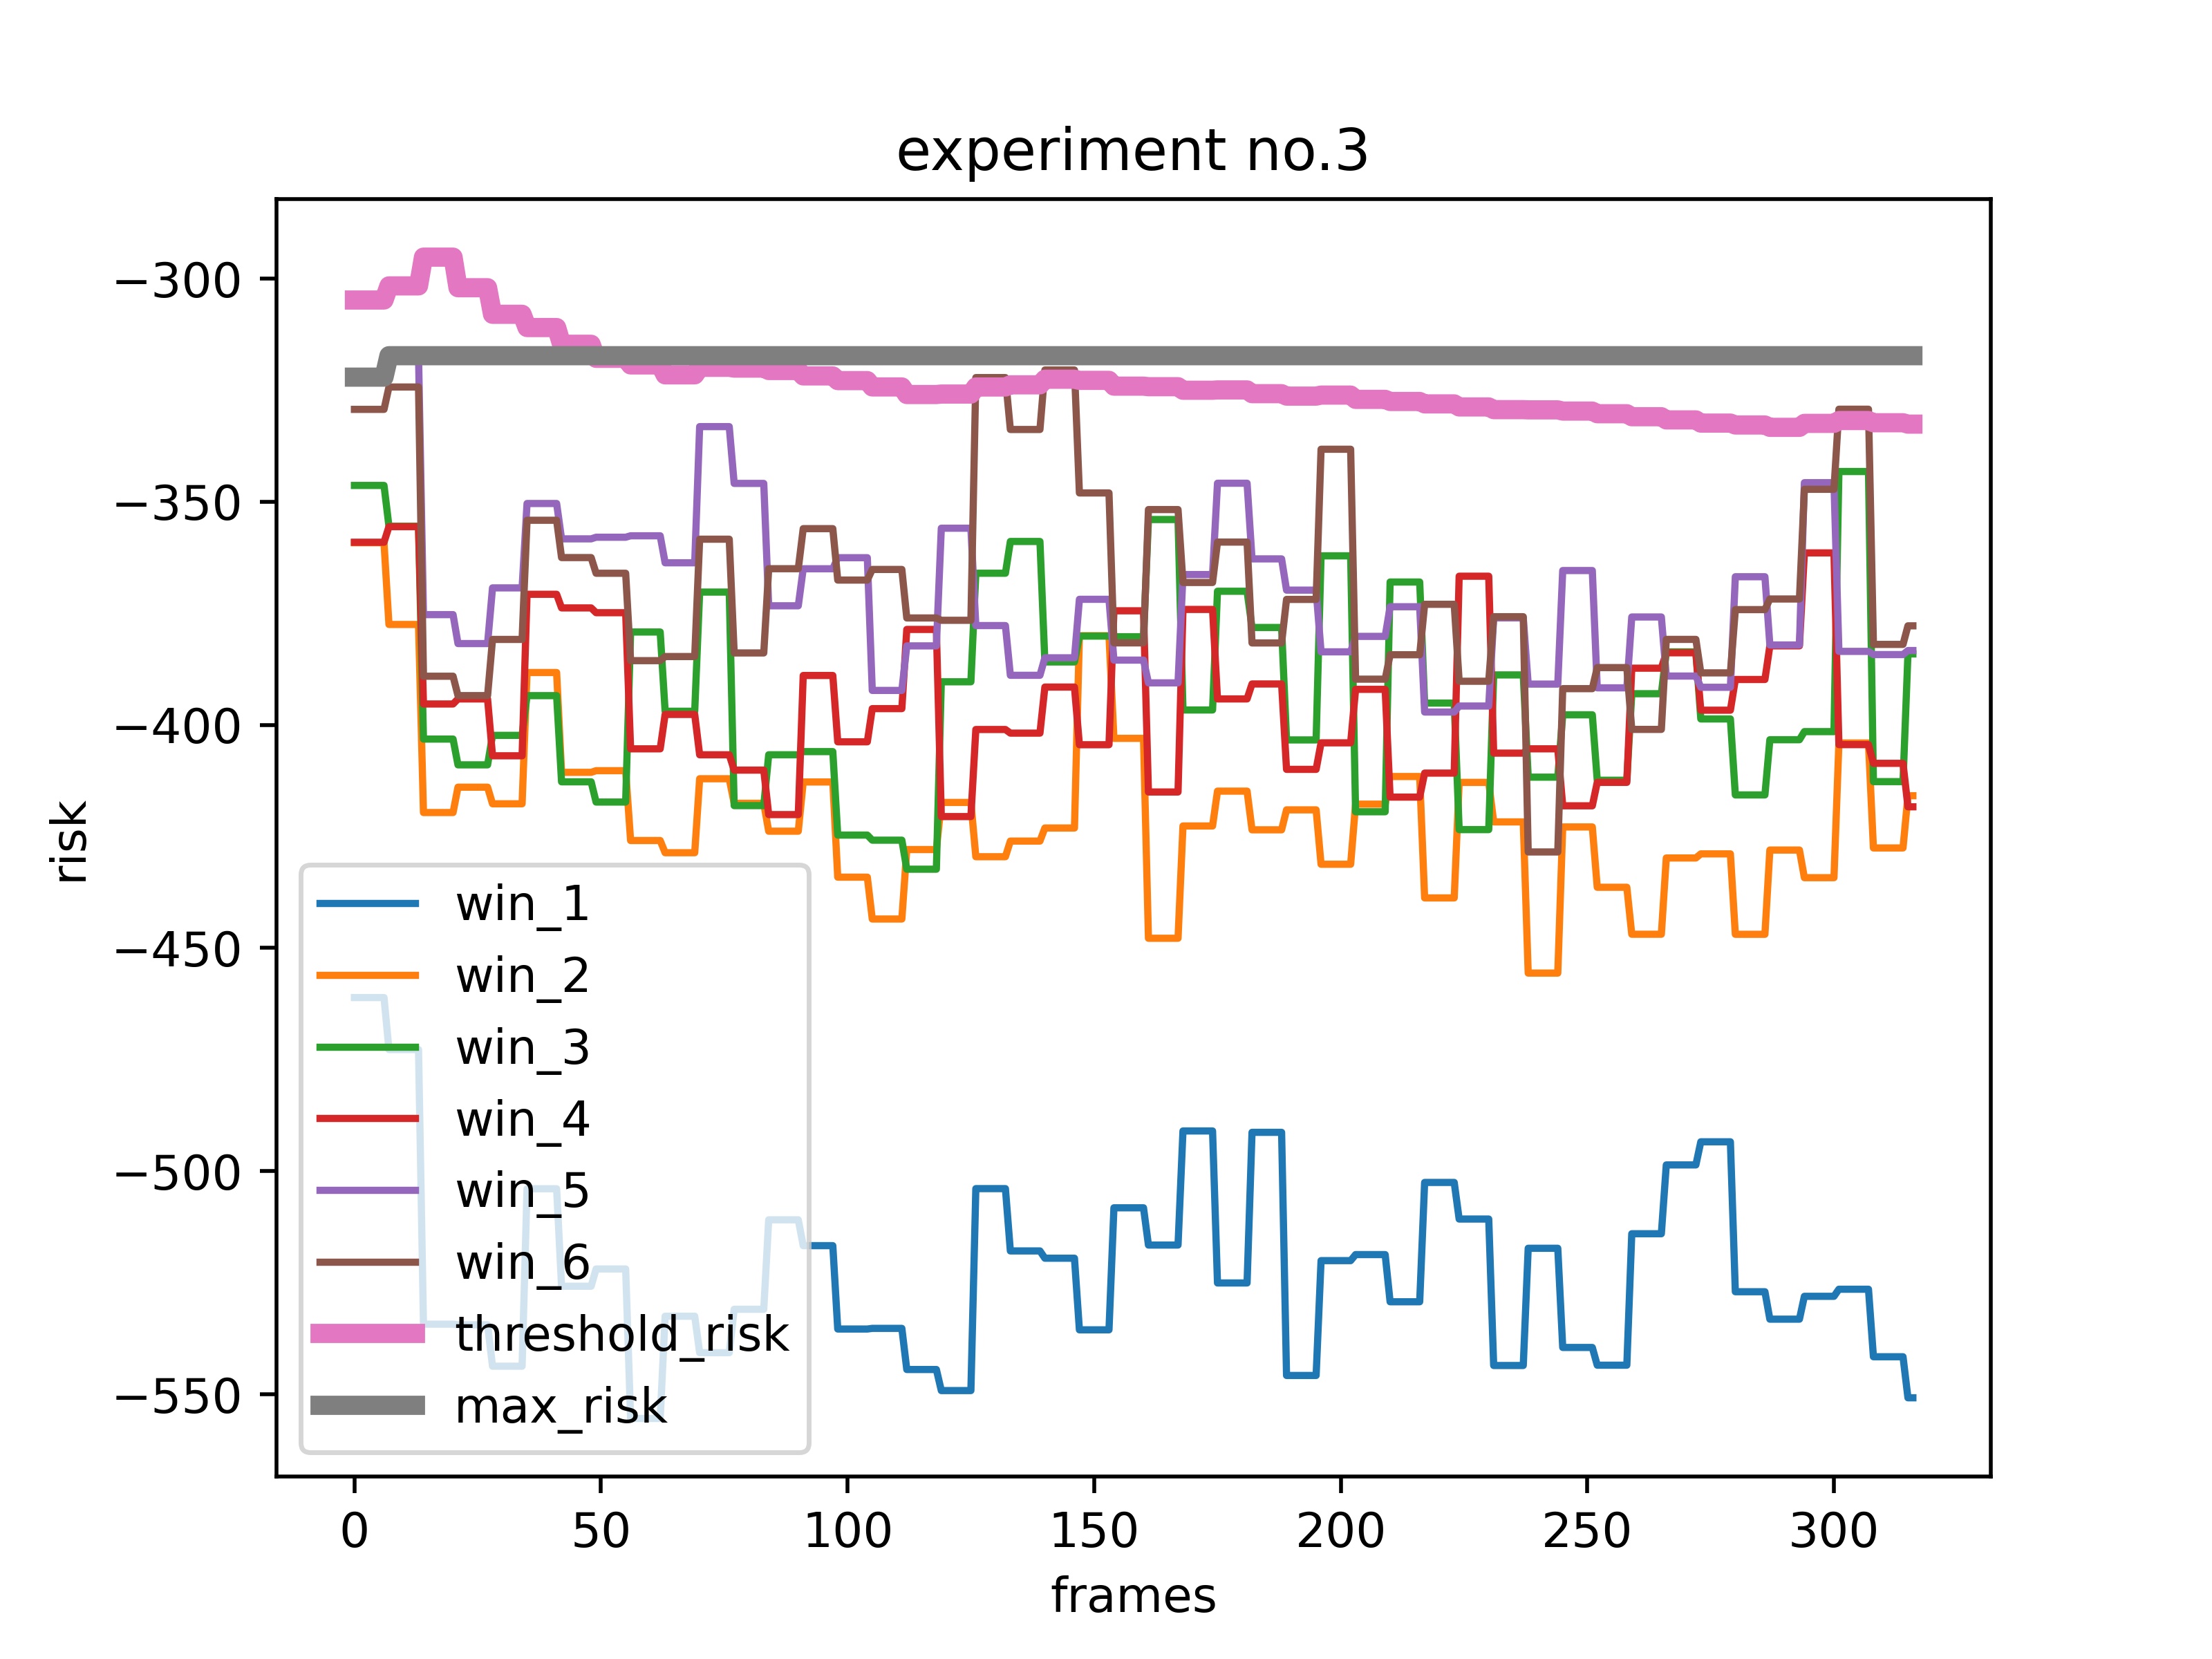 experiment no.3
−300
−350
−400
−450
−500
−550
risk
win_1
win_2
win_3
win_4
win_5
win_6
threshold_risk
max_risk
0 50 100 150 200 250 300
frames